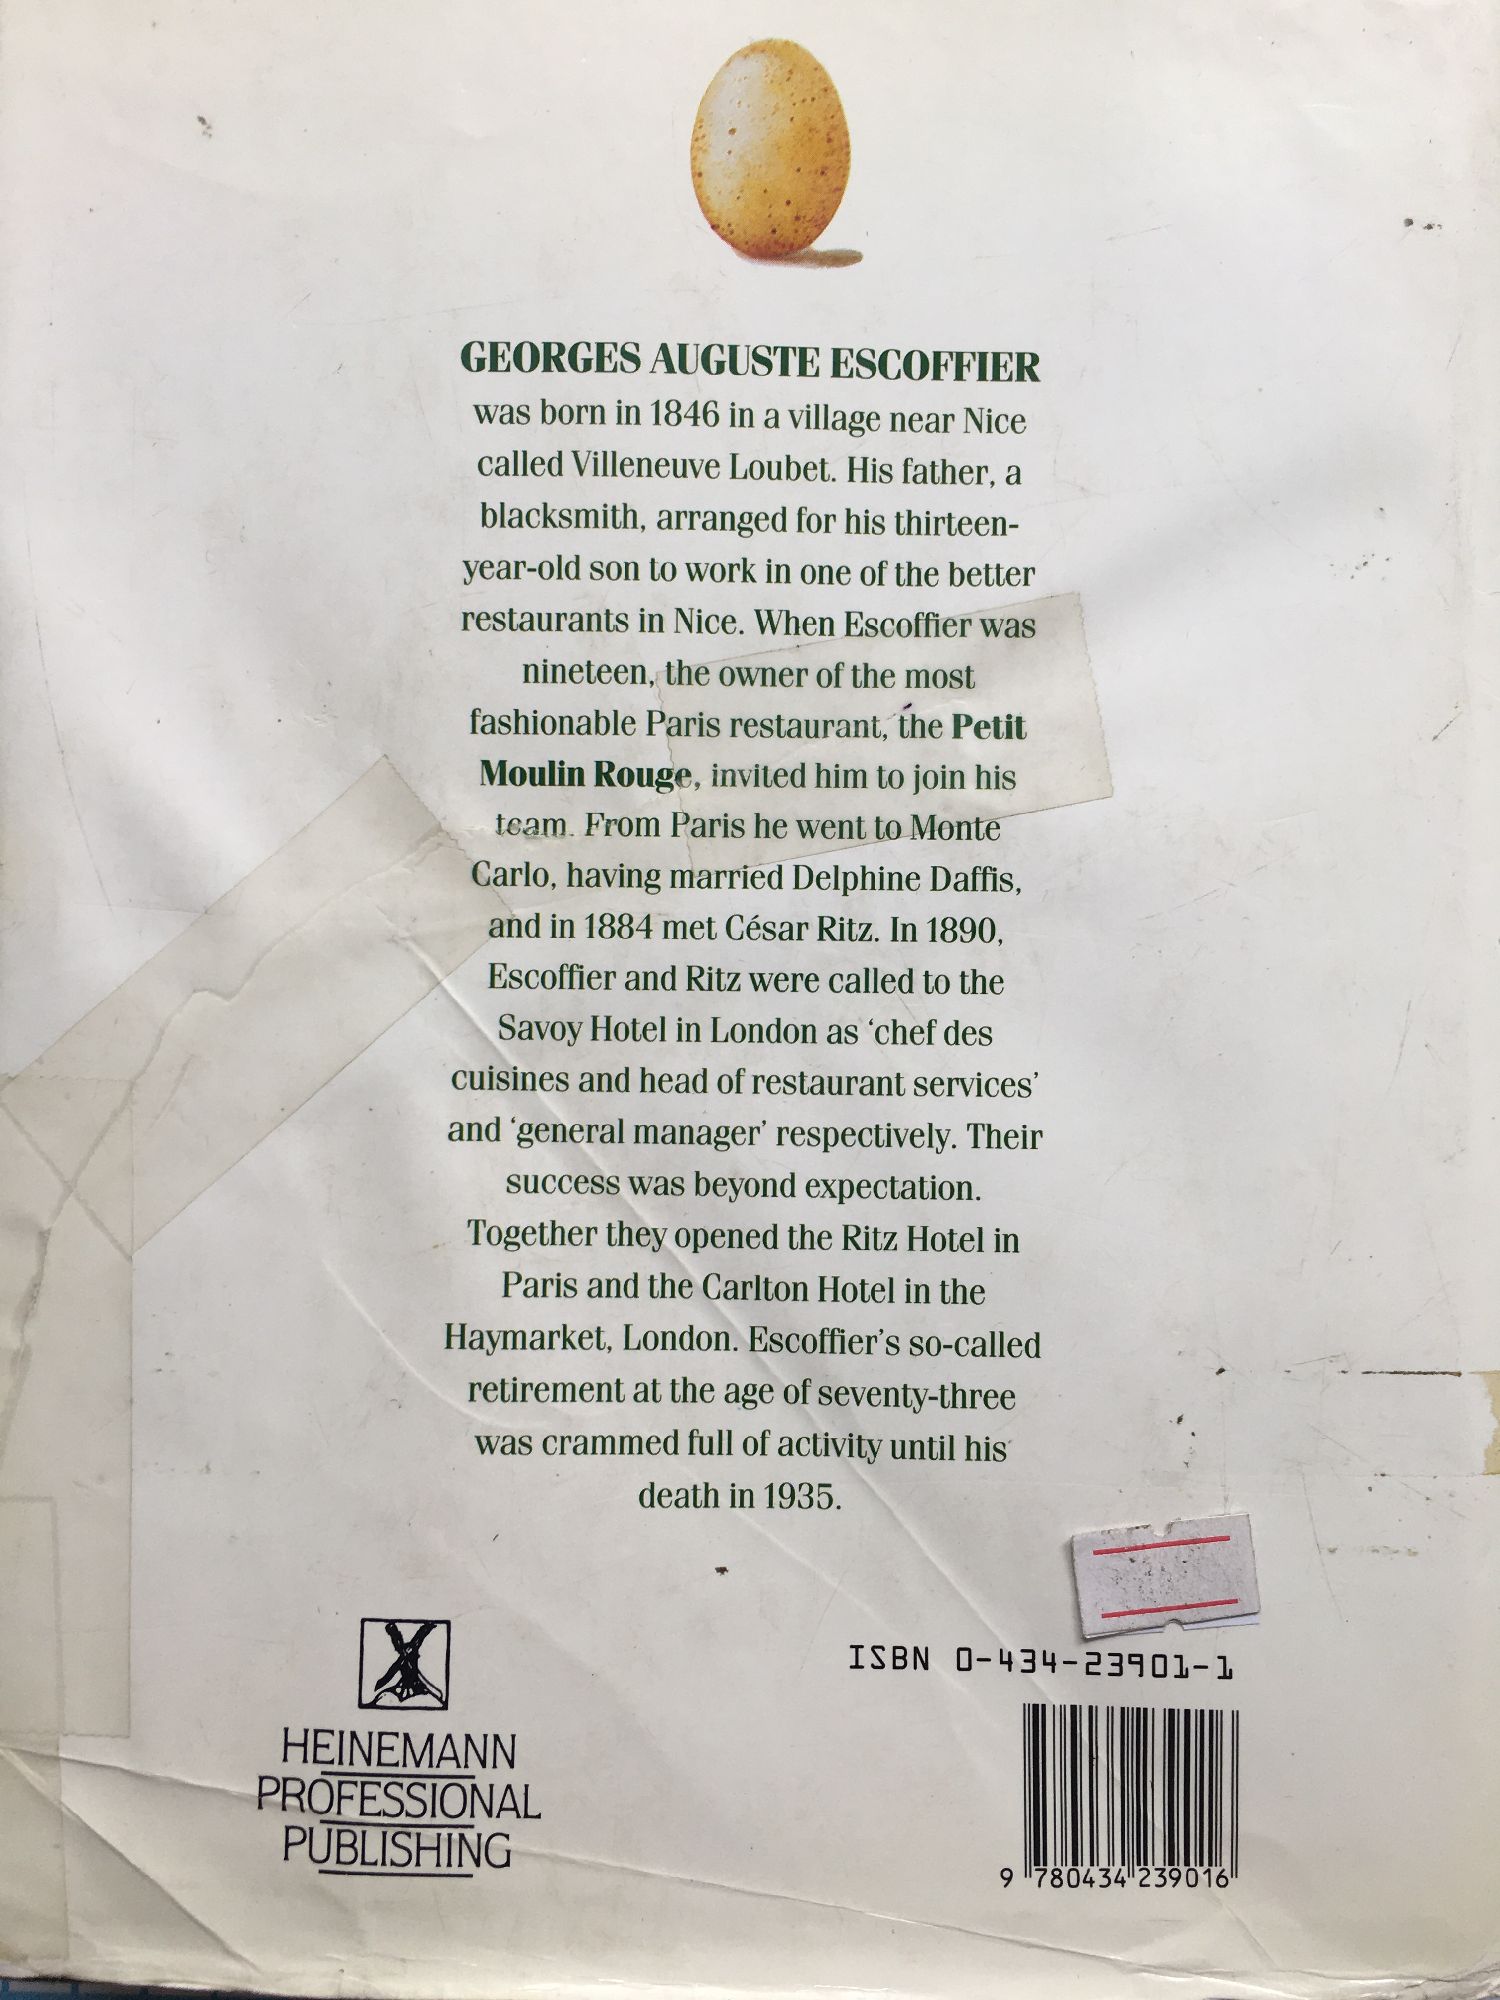 GEORGES AUGUSTE ESCOFFIER
was born in 1846 in a village near Nice
called Villeneuve Loubet. His father, a
blacksmith, arranged for his thirteen-
year-old son to work in one of the better
restaurants in Nice. When Escoffier was
nineteen, the owner of the most
fashionable Paris restaurant, the Petit
Moulin Rouge, invited him to join his
team. From Paris he went to Monte
Carlo, having married Delphine Daffis,
and in 1884 met César Ritz. In 1890,
Escoffier and Ritz were called to the
Savoy Hotel in London as ‘chef des
cuisines and head of restaurant services’
and ‘general manager’ respectively. Their
success was beyond expectation.
Together they opened the Ritz Hotel in
Paris and the Carlton Hotel in the
Haymarket, London. Escoffier’s so-called
retirement at the age of seventy-three
was crammed full of activity until his
death in 1935.
HEINEMANN
PROFESSIONAL
PUBLISHING
ISBN 0-434-23901-1
9 780434 239016